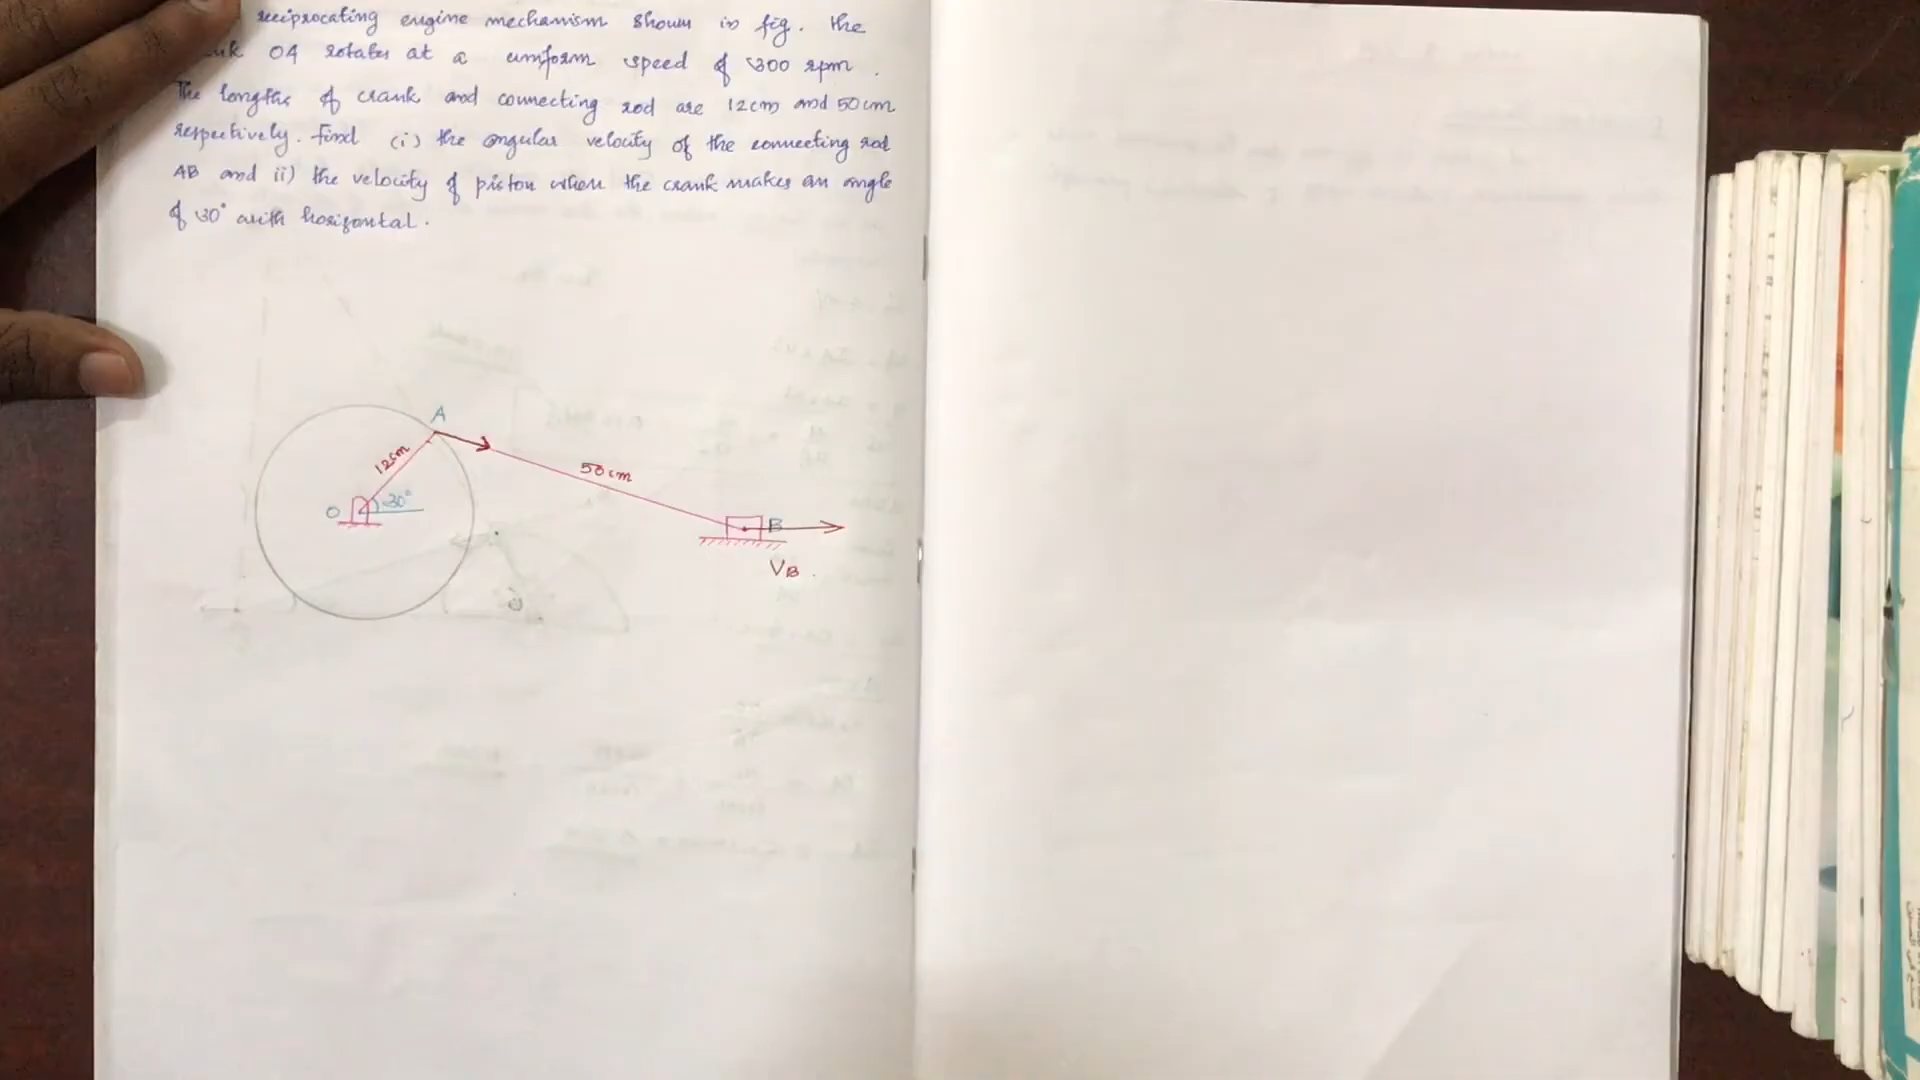 reciprocating engine mechanism shown in fig. the
OA rotates at a uniform speed of 300 rpm.
The lengths of crank and connecting rod are 12cm and 50cm
respectively. Find (i) the angular velocity of the connecting rod
AB and ii) the velocity of piston when the crank makes an angle
of 30° with horizontal.
A
12cm
50cm
O
30°
B
VB